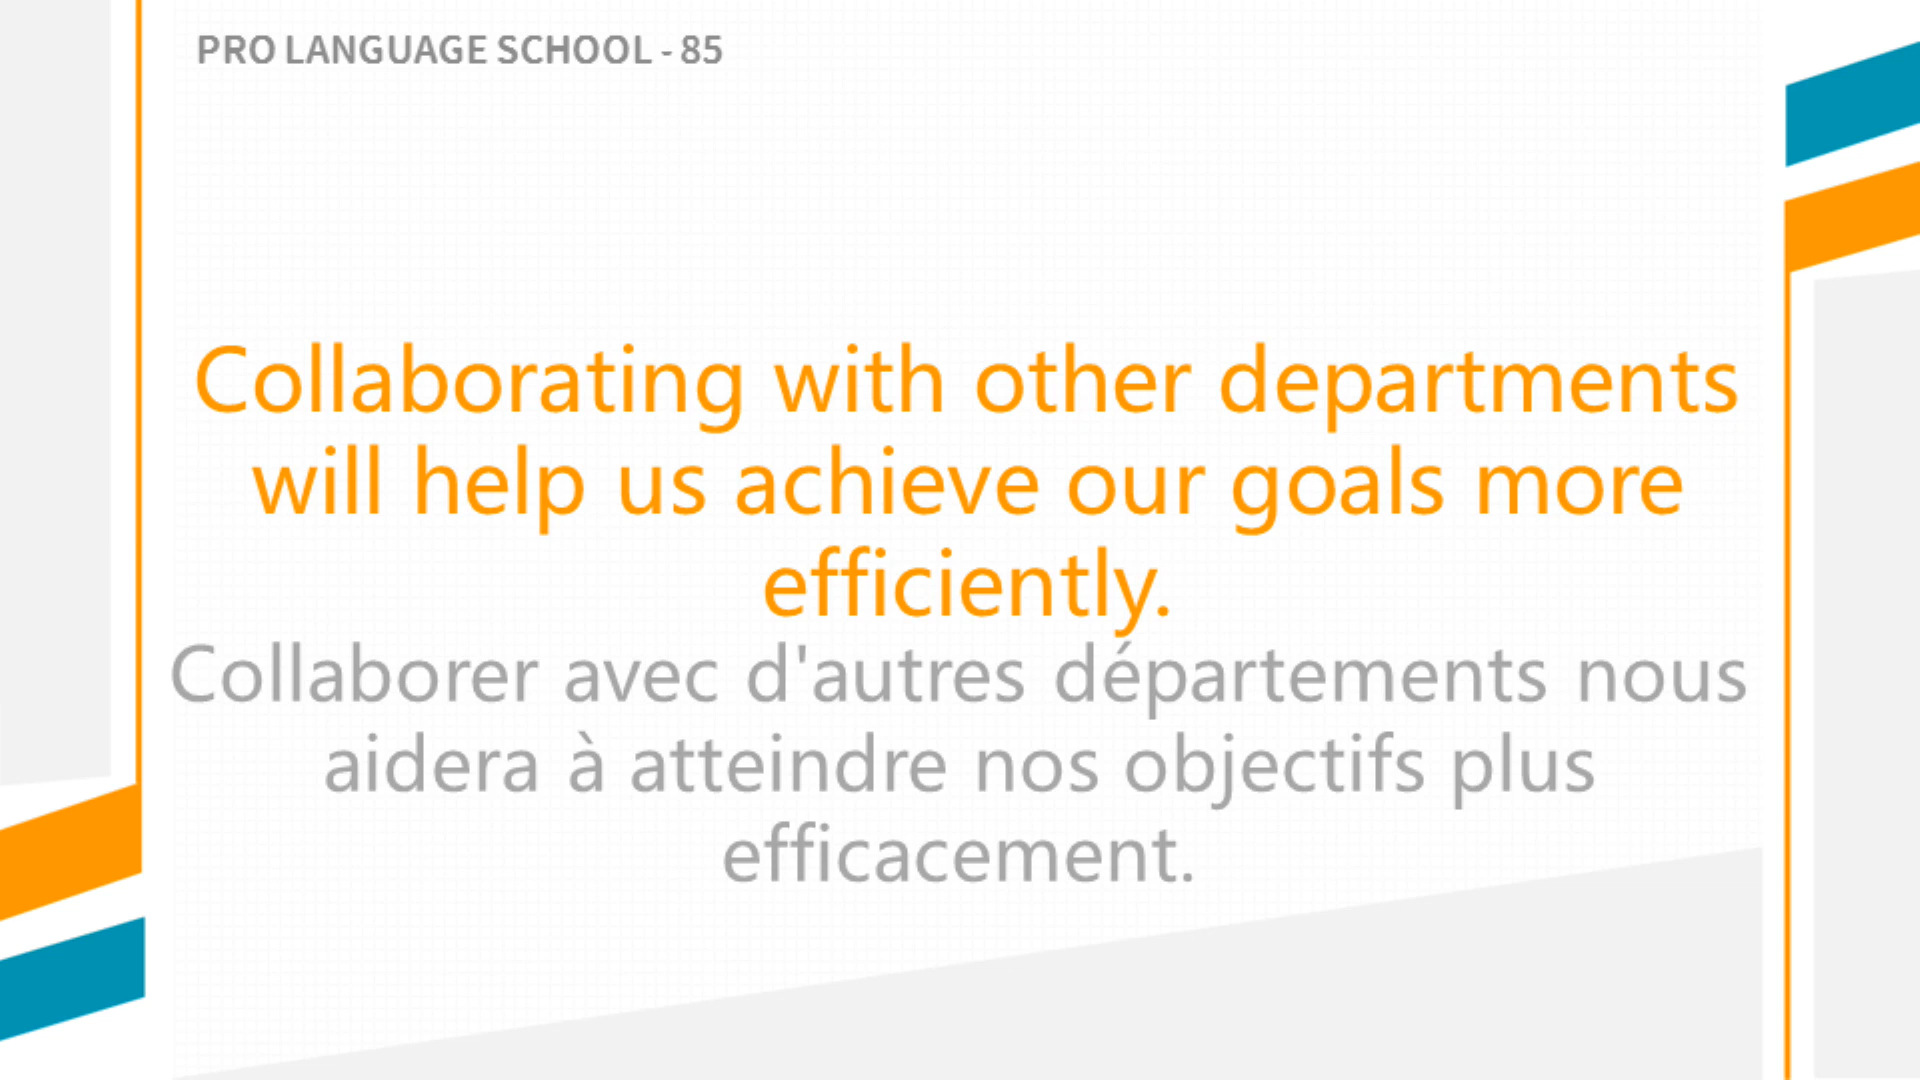 PRO LANGUAGE SCHOOL - 85
Collaborating with other departments
will help us achieve our goals more
efficiently.
Collaborer avec d'autres départements nous
aidera à atteindre nos objectifs plus
efficacement.